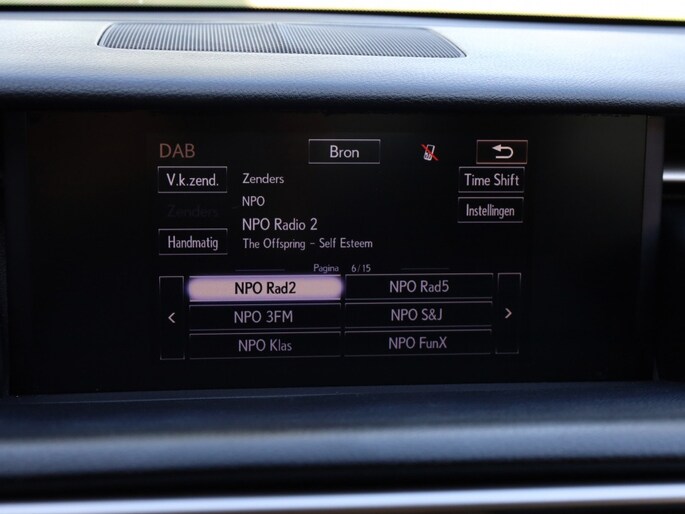 DAB
Bron
V.k.zend.
Zenders
Time Shift
Zenders
NPO
Instellingen
NPO Radio 2
Handmatig
The Offspring – Self Esteem
Pagina 6/15
NPO Rad2
NPO Rad5
<
NPO 3FM
NPO S&J
>
NPO Klas
NPO FunX